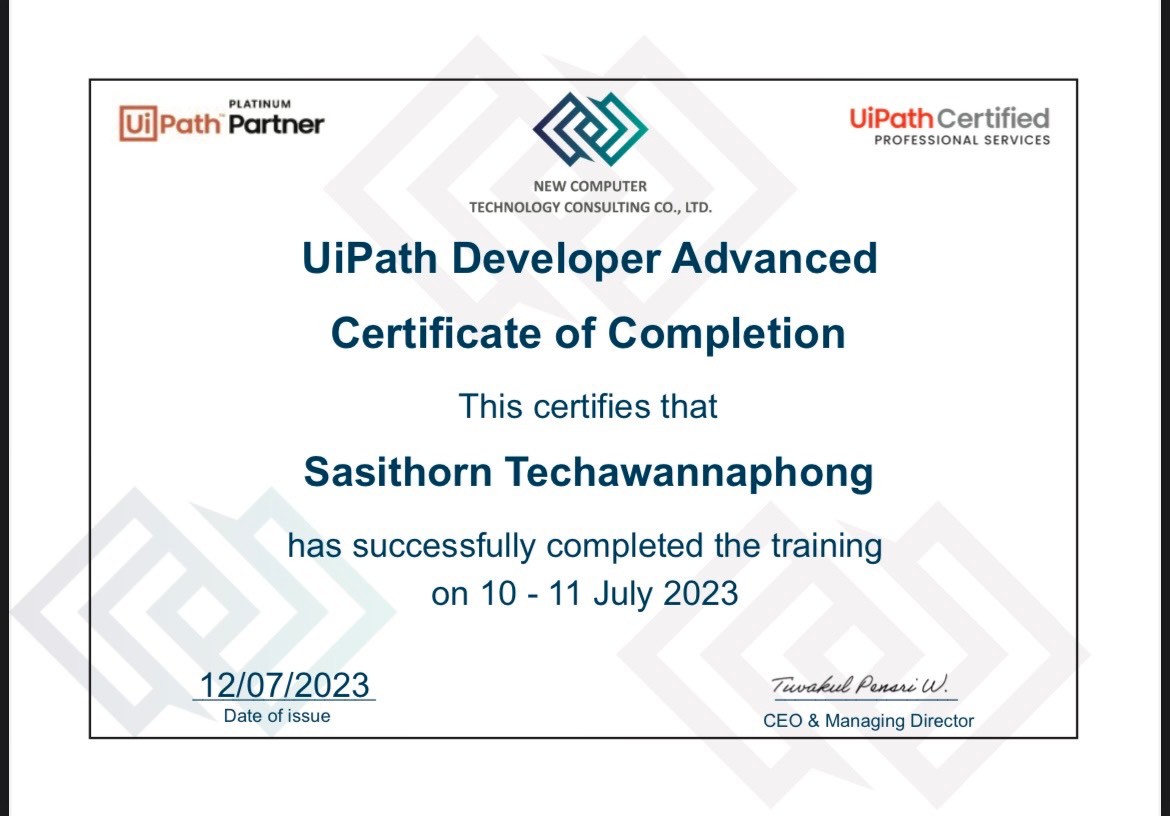 PLATINUM
UiPath™ Partner
NEW COMPUTER
TECHNOLOGY CONSULTING CO., LTD.
UiPath Certified
PROFESSIONAL SERVICES
UiPath Developer Advanced
Certificate of Completion
This certifies that
Sasithorn Techawannaphong
has successfully completed the training
on 10 - 11 July 2023
12/07/2023
Date of issue
Tuvakul Pensri W.
CEO & Managing Director